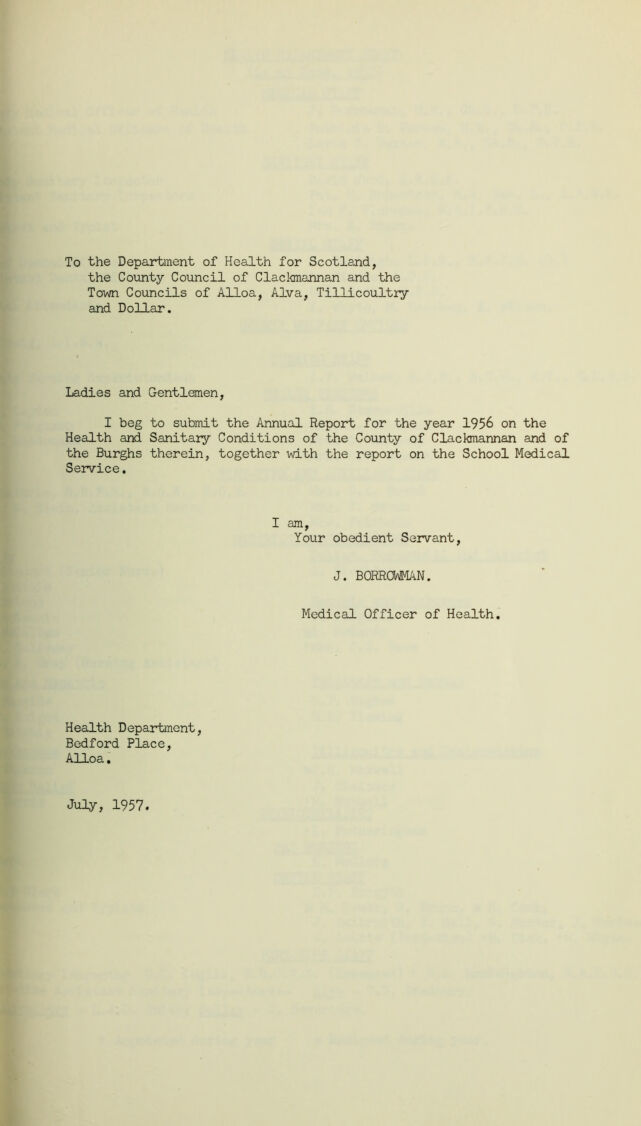 To the Department of Health for Scotland,
the County Council of Clackmannan and the
Town Councils of Alloa, Alva, Tillicoultry
and Dollar.
Ladies and Gentlemen,
I beg to submit the Annual Report for the year 1956 on the
Health and Sanitary Conditions of the County of Clackmannan and of
the Burghs therein, together with the report on the School Medical
Service.
I am,
Your obedient Servant,
J. BORROWMAN.
Medical Officer of Health.
Health Department,
Bedford Place,
Alloa.
July, 1957.